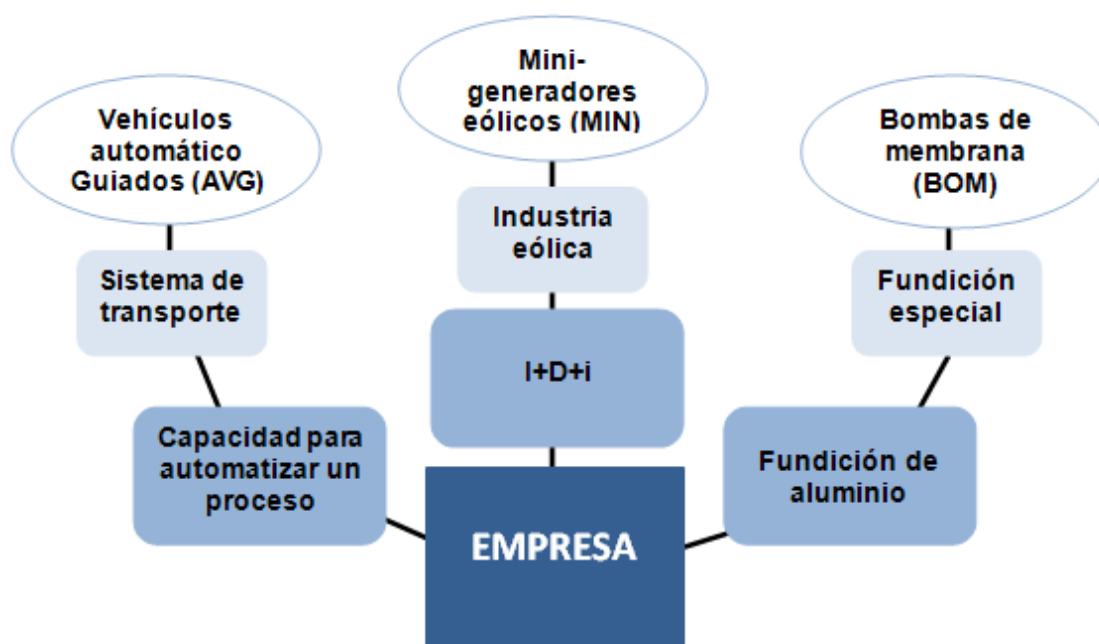 Mini-
generadores
eólicos (MIN)
Vehículos
automático
Guiados (AVG)
Bombas de
membrana
(BOM)
Industria
eólica
Sistema de
transporte
Fundición
especial
I+D+i
Capacidad para
automatizar un
proceso
Fundición de
aluminio
EMPRESA